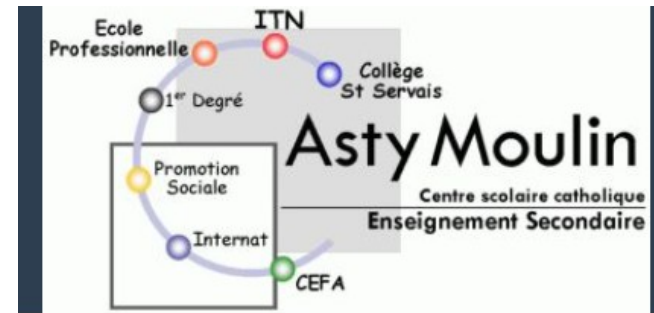 ITN
Ecole
Professionnelle
Collège
St Servais
1er Degré
Asty Moulin
Promotion
Sociale
Centre scolaire catholique
Enseignement Secondaire
Internat
CEFA